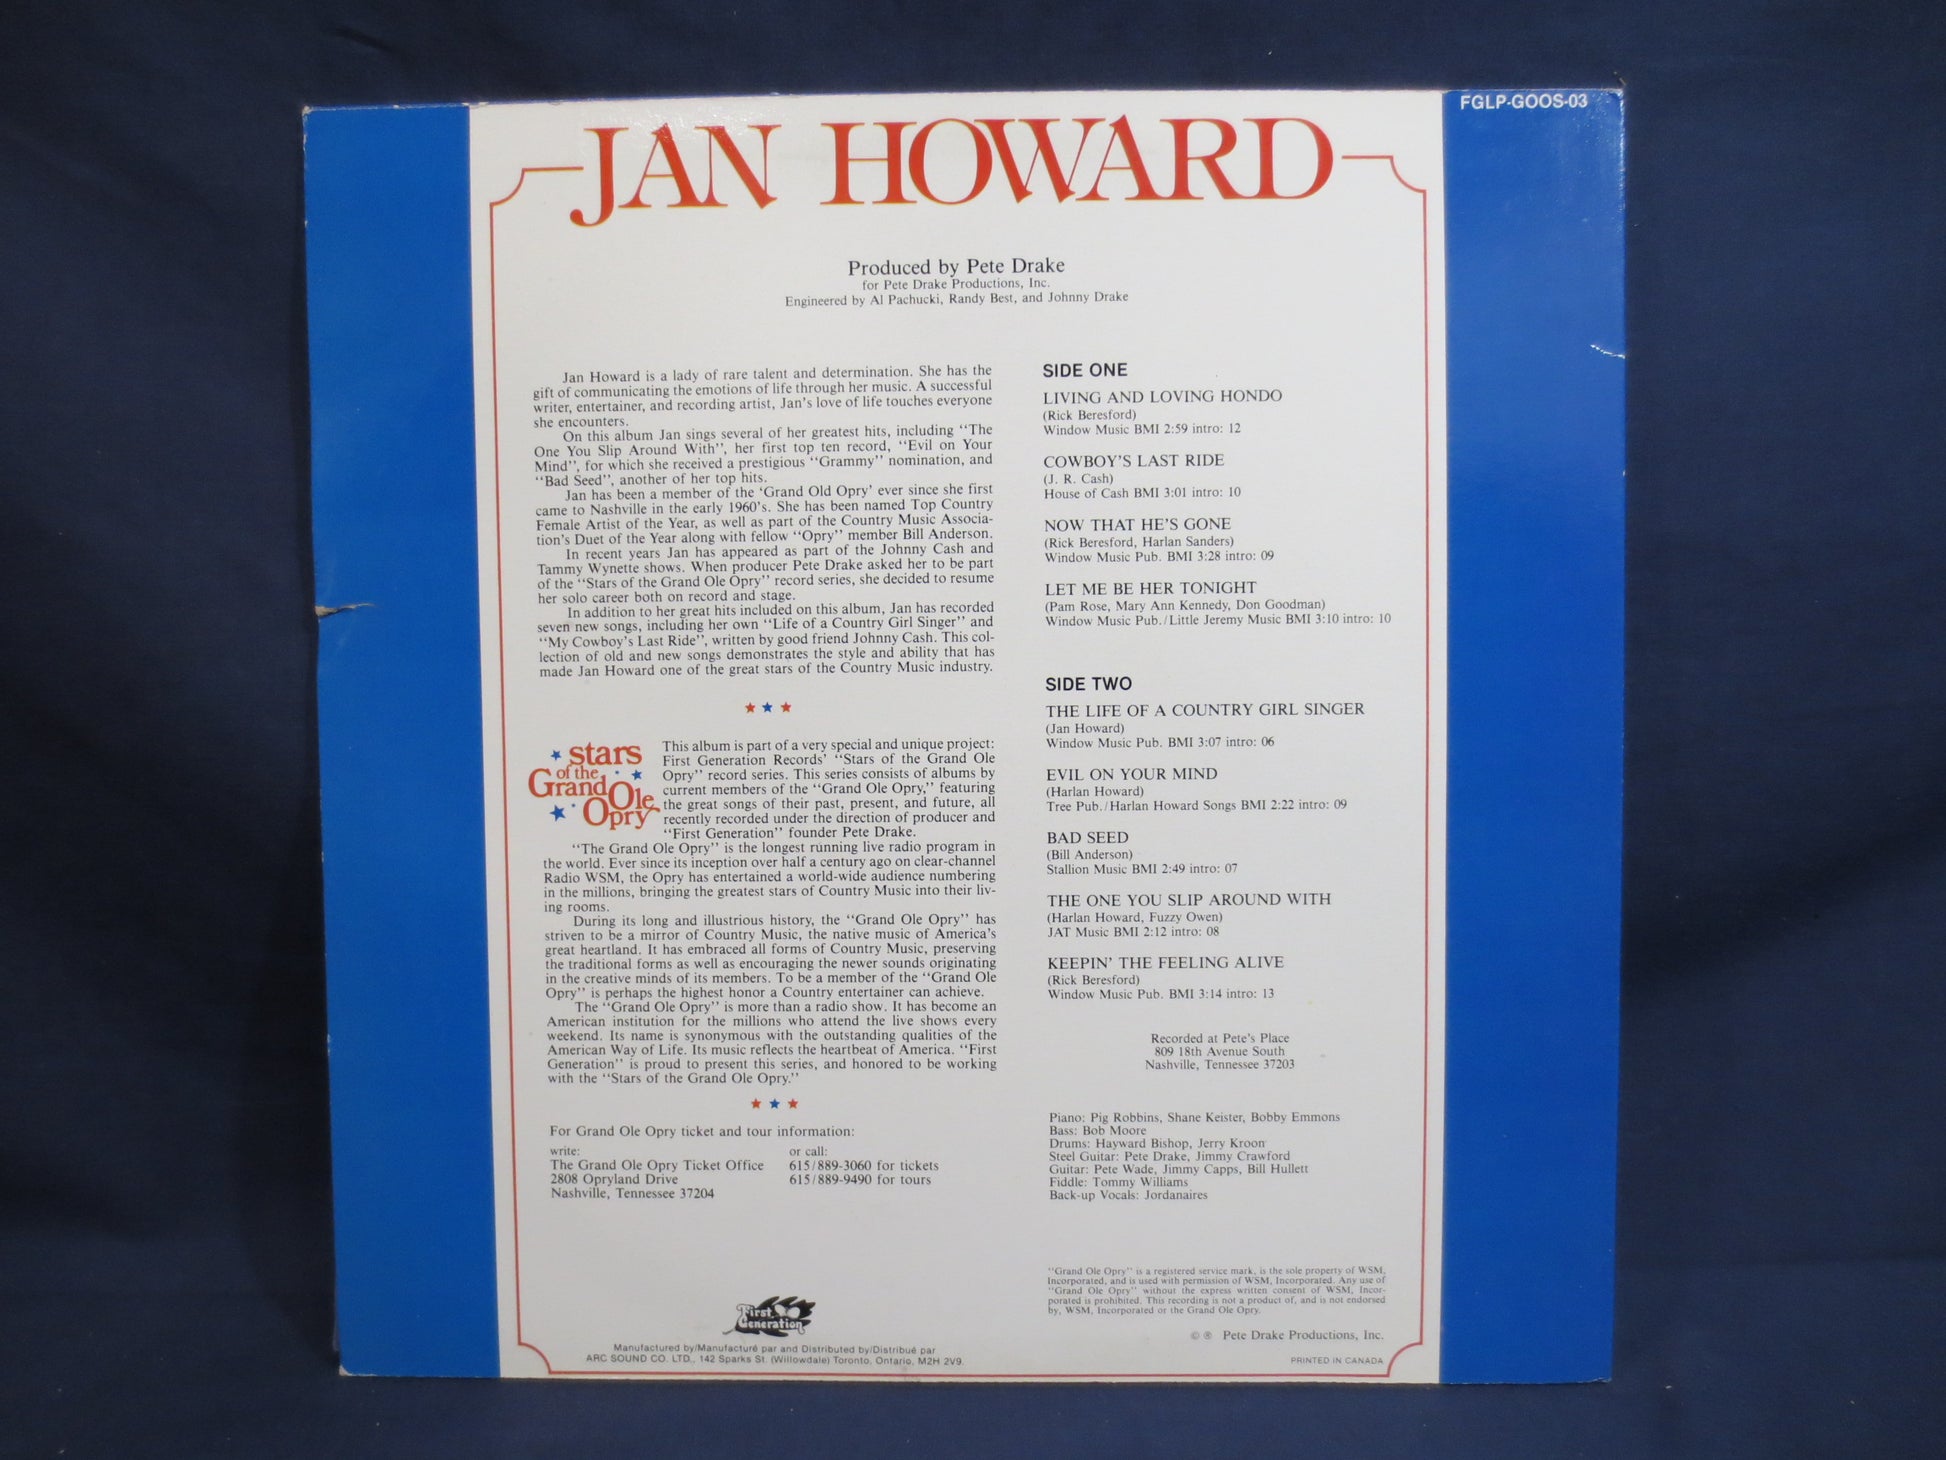 FGLP-GOOS-03
JAN HOWARD
Produced by Pete Drake
for Pete Drake Productions, Inc.
Engineered by Al Pachucki, Randy Best, and Johnny Drake
Jan Howard is a lady of rare talent and determination. She has the
gift of communicating the emotions of life through her music. A successful
writer, entertainer, and recording artist, Jan's love of life touches everyone
she encounters.
On this album Jan sings several of her greatest hits, including "The
One You Slip Around With", her first top ten record, "Evil on Your
Mind", for which she received a prestigious "Grammy" nomination, and
"Bad Seed", another of her top hits.
Jan has been a member of the 'Grand Old Opry' ever since she first
came to Nashville in the early 1960's. She has been named Top Country
Female Artist of the Year, as well as part of the Country Music Associa-
tion's Duet of the Year along with fellow "Opry" member Bill Anderson.
In recent years Jan has appeared as part of the Johnny Cash and
Tammy Wynette shows. When producer Pete Drake asked her to be part
of the "Stars of the Grand Ole Opry" record series, she decided to resume
her solo career both on record and stage.
In addition to her great hits included on this album, Jan has recorded
seven new songs, including her own "Life of a Country Girl Singer" and
"My Cowboy's Last Ride", written by good friend Johnny Cash. This col-
lection of old and new songs demonstrates the style and ability that has
made Jan Howard one of the great stars of the Country Music industry.
stars
of the
Grand Ole
Opry
This album is part of a very special and unique project:
First Generation Records' "Stars of the Grand Ole
Opry" record series. This series consists of albums by
current members of the "Grand Ole Opry," featuring
the great songs of their past, present, and future, all
recently recorded under the direction of producer and
"First Generation" founder Pete Drake.
"The Grand Ole Opry" is the longest running live radio program in
the world. Ever since its inception over half a century ago on clear-channel
Radio WSM, the Opry has entertained a world-wide audience numbering
in the millions, bringing the greatest stars of Country Music into their liv-
ing rooms.
During its long and illustrious history, the "Grand Ole Opry" has
striven to be a mirror of Country Music, the native music of America's
great heartland. It has embraced all forms of Country Music, preserving
the traditional forms as well as encouraging the newer sounds originating
in the creative minds of its members. To be a member of the "Grand Ole
Opry" is perhaps the highest honor a Country entertainer can achieve.
The "Grand Ole Opry" is more than a radio show. It has become an
American institution for the millions who attend the live shows every
weekend. Its name is synonymous with the outstanding qualities of the
American Way of Life. Its music reflects the heartbeat of America. "First
Generation" is proud to present this series, and honored to be working
with the "Stars of the Grand Ole Opry."
For Grand Ole Opry ticket and tour information:
write:
The Grand Ole Opry Ticket Office
2808 Opryland Drive
Nashville, Tennessee 37204
or call:
615/889-3060 for tickets
615/889-9490 for tours
First
Generation
Manufactured by/Manufacturé par and Distributed by/Distribué par
ARC SOUND CO. LTD., 142 Sparks St. (Willowdale) Toronto, Ontario, M2H 2V9.
SIDE ONE
LIVING AND LOVING HONDO
(Rick Beresford)
Window Music BMI 2:59 intro: 12
COWBOY'S LAST RIDE
(J. R. Cash)
House of Cash BMI 3:01 intro: 10
NOW THAT HE'S GONE
(Rick Beresford, Harlan Sanders)
Window Music Pub. BMI 3:28 intro: 09
LET ME BE HER TONIGHT
(Pam Rose, Mary Ann Kennedy, Don Goodman)
Window Music Pub./Little Jeremy Music BMI 3:10 intro: 10
SIDE TWO
THE LIFE OF A COUNTRY GIRL SINGER
(Jan Howard)
Window Music Pub. BMI 3:07 intro: 06
EVIL ON YOUR MIND
(Harlan Howard)
Tree Pub./Harlan Howard Songs BMI 2:22 intro: 09
BAD SEED
(Bill Anderson)
Stallion Music BMI 2:49 intro: 07
THE ONE YOU SLIP AROUND WITH
(Harlan Howard, Fuzzy Owen)
JAT Music BMI 2:12 intro: 08
KEEPIN' THE FEELING ALIVE
(Rick Beresford)
Window Music Pub. BMI 3:14 intro: 13
Recorded at Pete's Place
809 18th Avenue South
Nashville, Tennessee 37203
Piano: Pig Robbins, Shane Keister, Bobby Emmons
Bass: Bob Moore
Drums: Hayward Bishop, Jerry Kroon
Steel Guitar: Pete Drake, Jimmy Crawford
Guitar: Pete Wade, Jimmy Capps, Bill Hullett
Fiddle: Tommy Williams
Back-up Vocals: Jordanaires
"Grand Ole Opry" is a registered service mark, is the sole property of WSM,
Incorporated, and is used with permission of WSM, Incorporated. Any use of
"Grand Ole Opry" without the express written consent of WSM, Incor-
porated is prohibited. This recording is not a product of, and is not endorsed
by, WSM, Incorporated or the Grand Ole Opry.
© ℗ Pete Drake Productions, Inc.
PRINTED IN CANADA